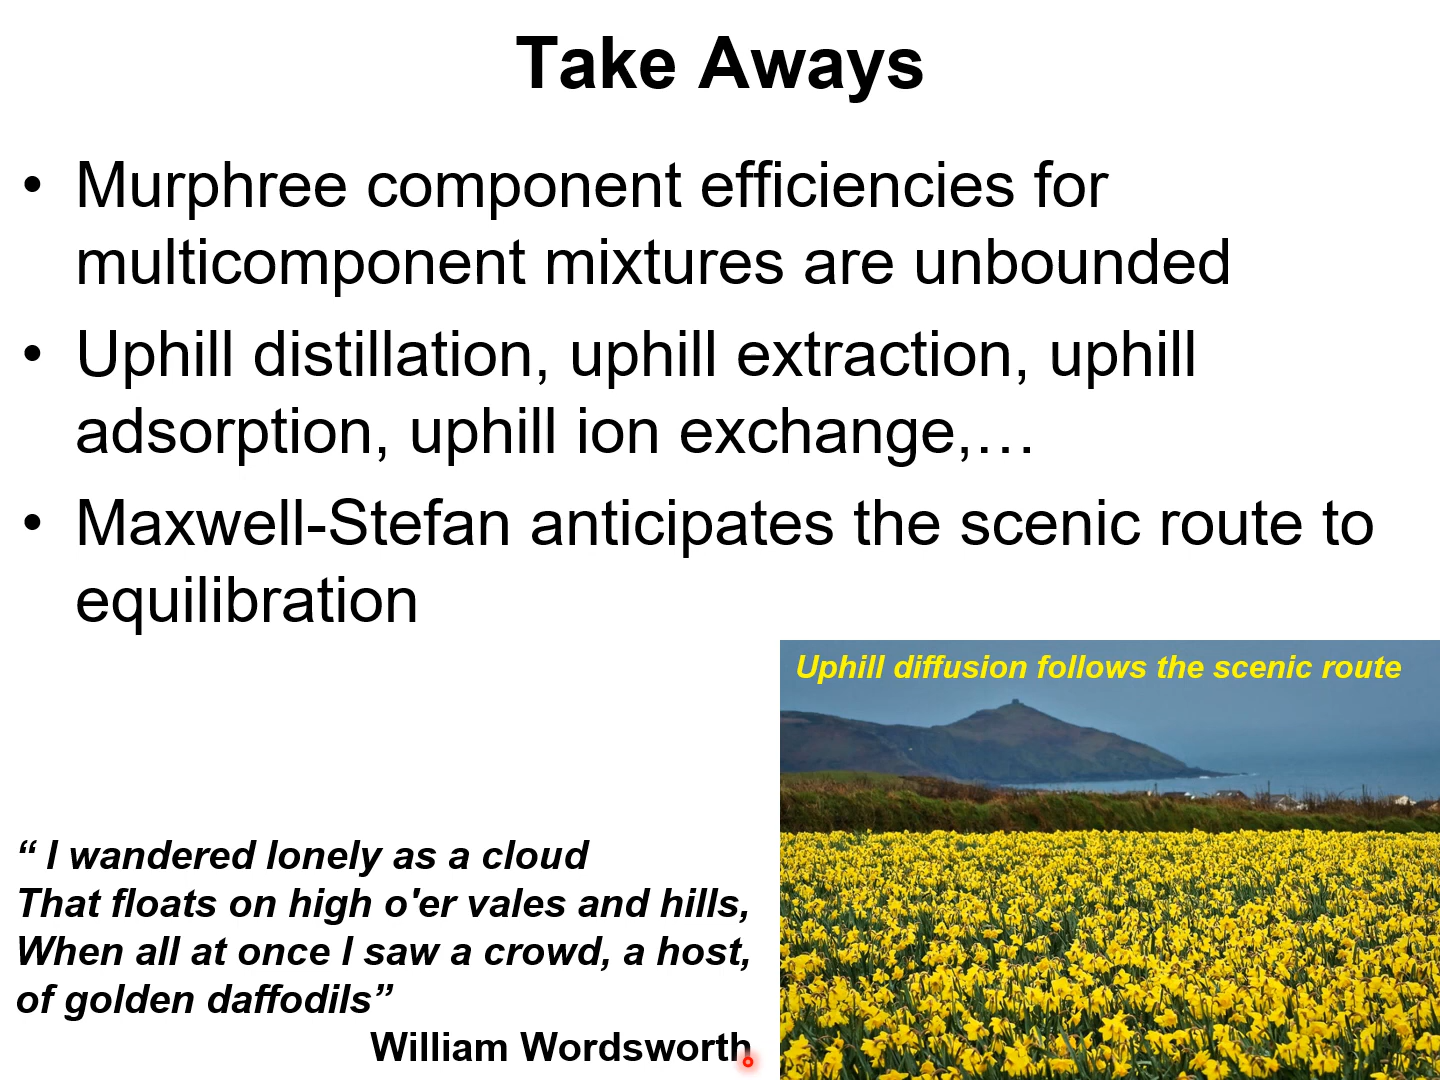 Take Aways
• Murphree component efficiencies for
multicomponent mixtures are unbounded
• Uphill distillation, uphill extraction, uphill
adsorption, uphill ion exchange,…
• Maxwell-Stefan anticipates the scenic route to
equilibration
Uphill diffusion follows the scenic route
“ I wandered lonely as a cloud
That floats on high o'er vales and hills,
When all at once I saw a crowd, a host,
of golden daffodils”
William Wordsworth